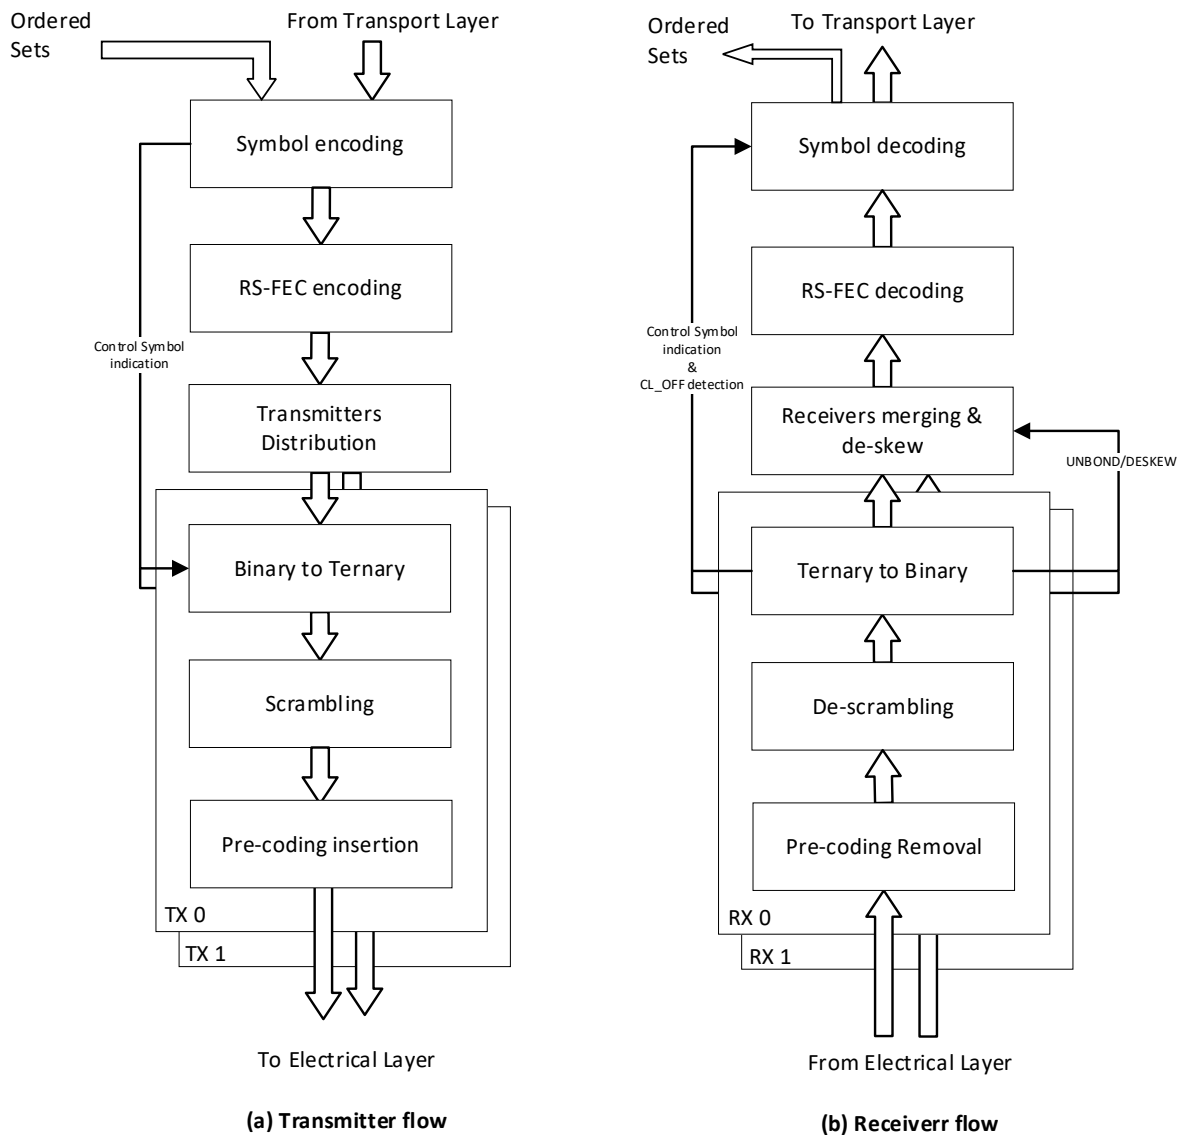 Ordered
Sets
From Transport Layer
Symbol encoding
RS-FEC encoding
Control Symbol
indication
Transmitters
Distribution
Binary to Ternary
Scrambling
Pre-coding insertion
TX 0
TX 1
To Electrical Layer
(a) Transmitter flow
Ordered
Sets
To Transport Layer
Symbol decoding
RS-FEC decoding
Control Symbol
indication
&
CL_OFF detection
Receivers merging &
de-skew
UNBOND/DESKEW
Ternary to Binary
De-scrambling
Pre-coding Removal
RX 0
RX 1
From Electrical Layer
(b) Receiverr flow